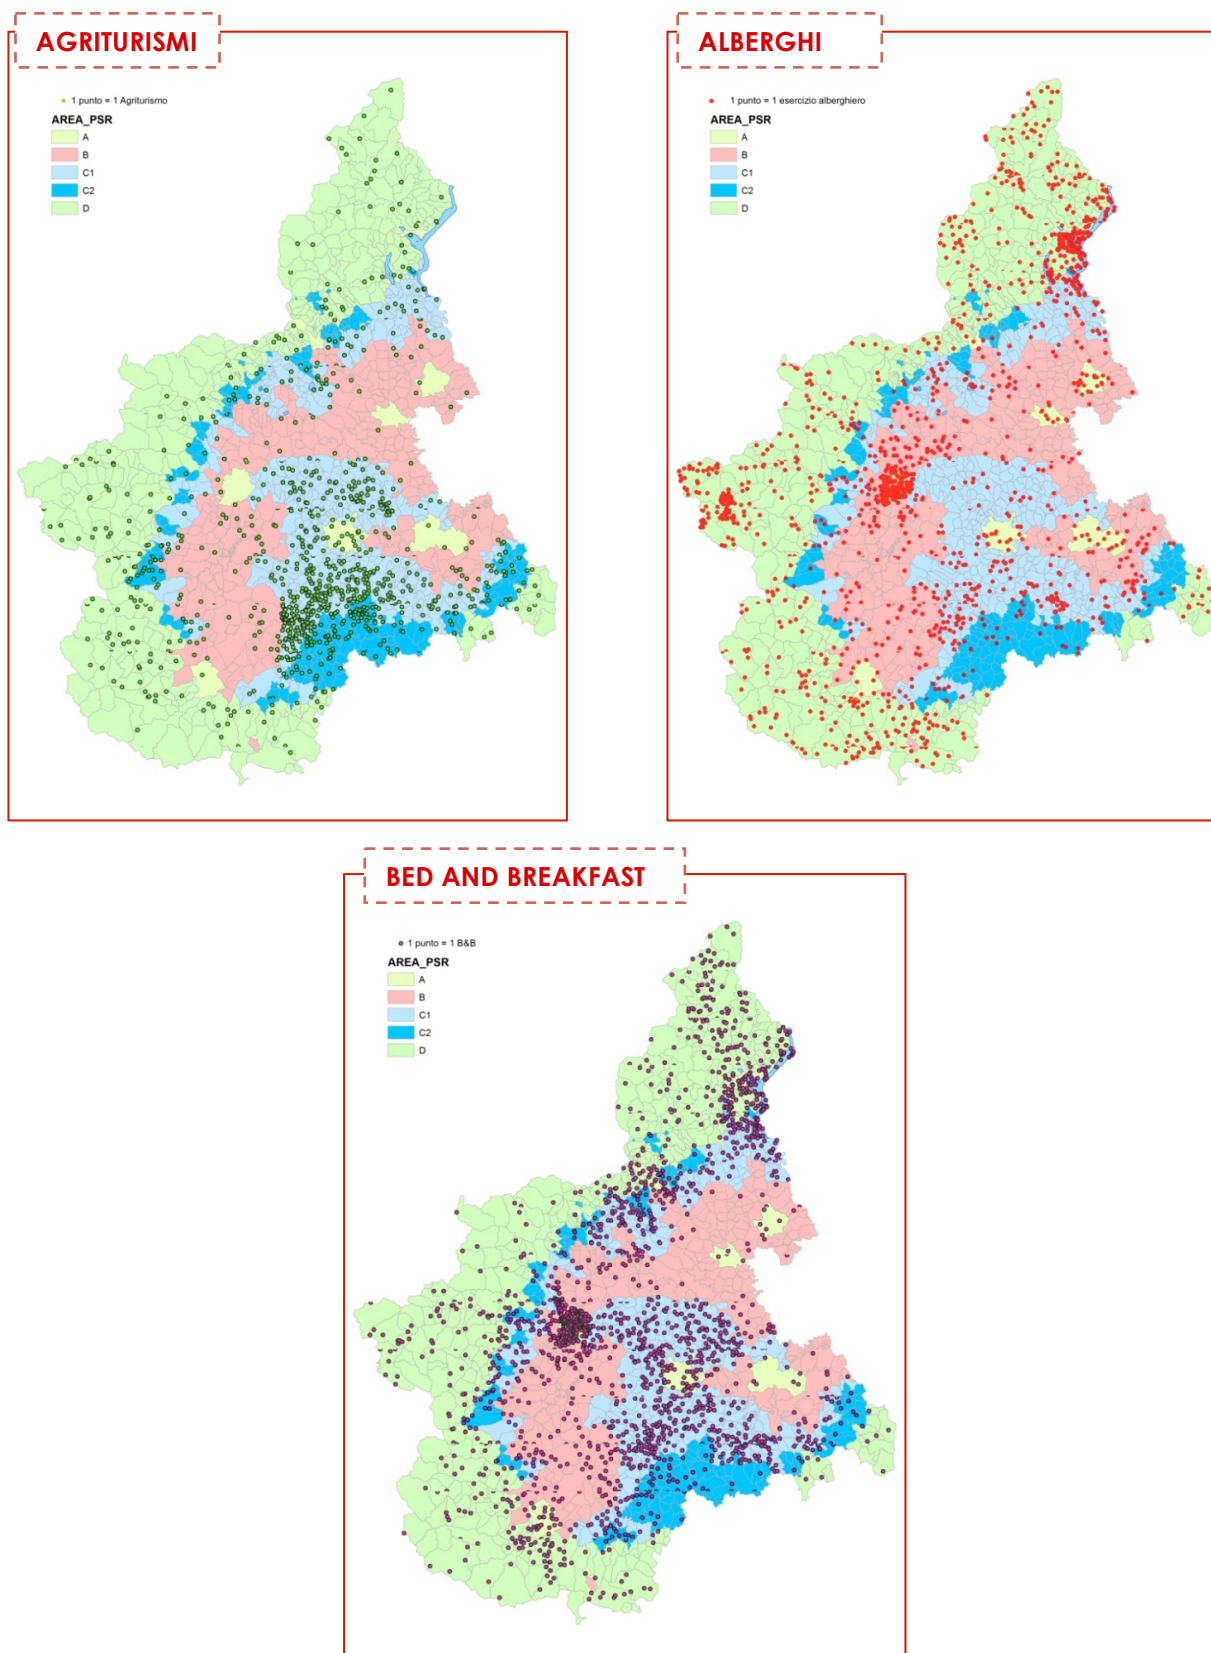 AGRITURISMI
1 punto = 1 Agriturismo
AREA_PSR
A
B
C1
C2
D
ALBERGHI
1 punto = 1 esercizio alberghiero
AREA_PSR
A
B
C1
C2
D
BED AND BREAKFAST
1 punto = 1 B&B
AREA_PSR
A
B
C1
C2
D